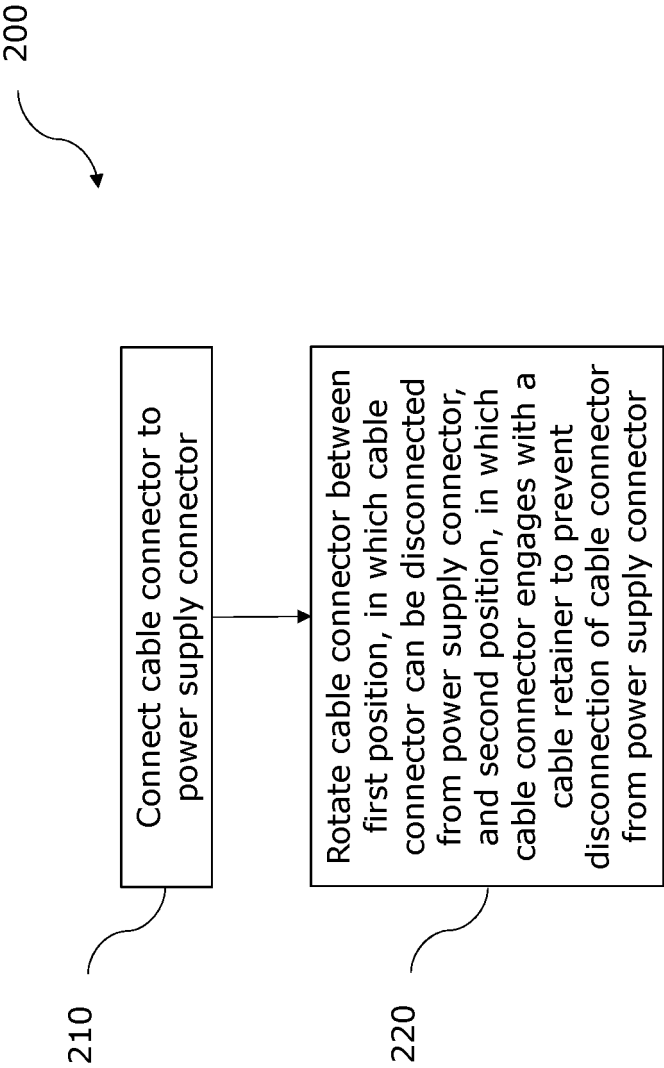 200
210
Connect cable connector to
power supply connector
220
Rotate cable connector between
first position, in which cable
connector can be disconnected
from power supply connector,
and second position, in which
cable connector engages with a
cable retainer to prevent
disconnection of cable connector
from power supply connector